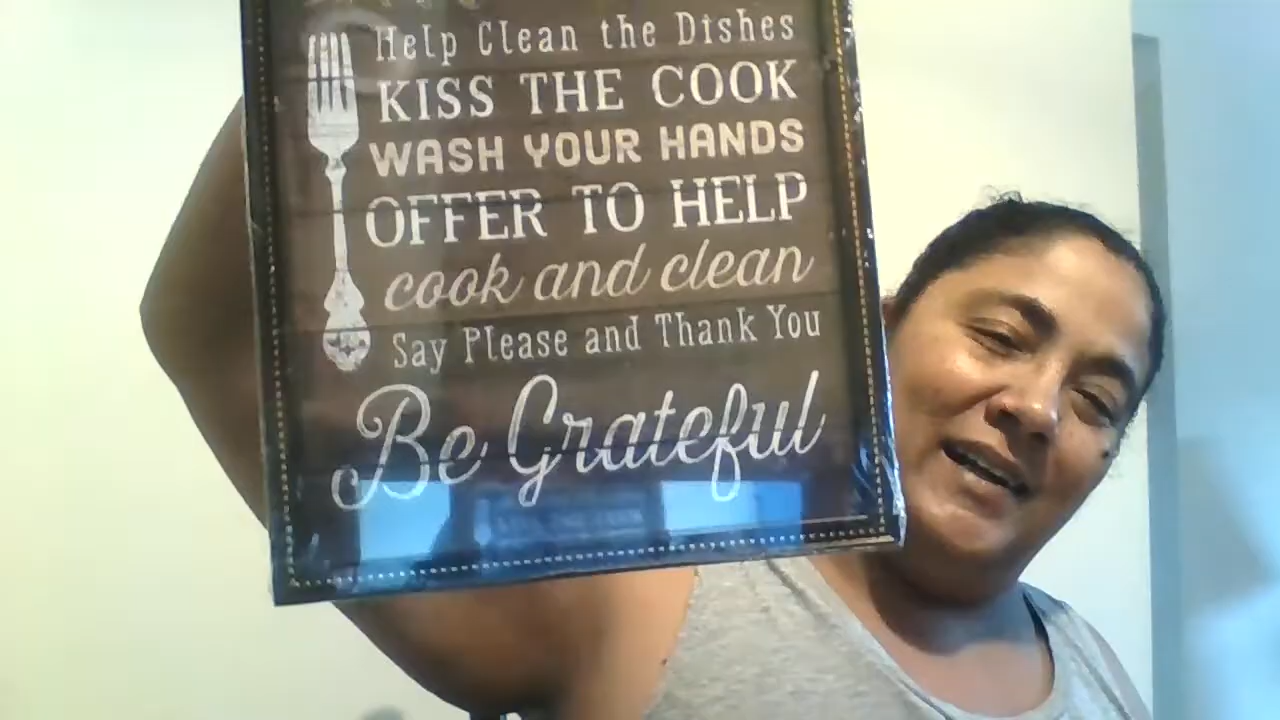 Help Clean the Dishes
KISS THE COOK
WASH YOUR HANDS
OFFER TO HELP
cook and clean
Say Please and Thank You
Be Grateful